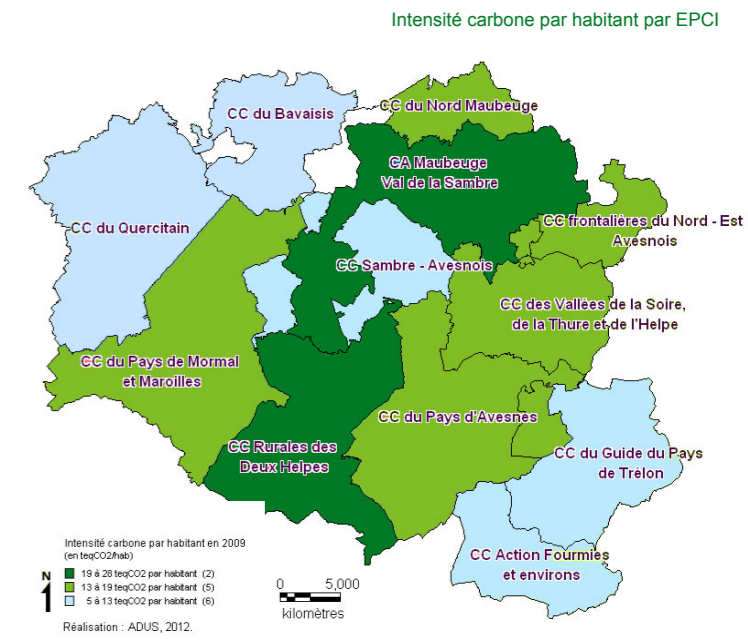 Intensité carbone par habitant par EPCI
CC du Nord Maubeuge
CC du Bavaisis
CA Maubeuge
Val de la Sambre
CC du Quercitain
CC frontalières du Nord - Est
Avesnois
CC Sambre - Avesnois
CC des Vallées de la Soire,
de la Thure et de l'Helpe
CC du Pays de Mormal
et Maroilles
CC du Pays d'Avesnes
CC Rurales des
Deux Helpes
CC du Guide du Pays
de Trélon
CC Action Fourmies
et environs
Intensité carbone par habitant en 2009
(en teqCO2/hab)
19 à 28 teqCO2 par habitant (2)
13 à 19 teqCO2 par habitant (5)
5 à 13 teqCO2 par habitant (6)
N
0 5,000
kilomètres
Réalisation : ADUS, 2012.